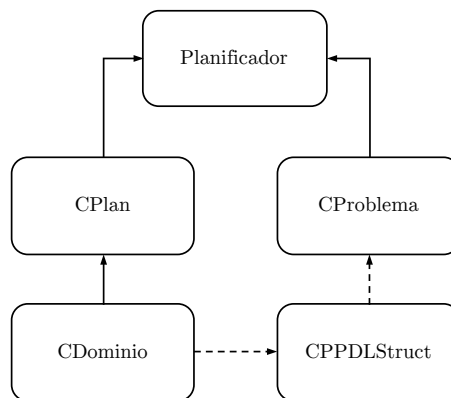 Planificador
CPlan
CProblema
CDominio
CPPDLStruct